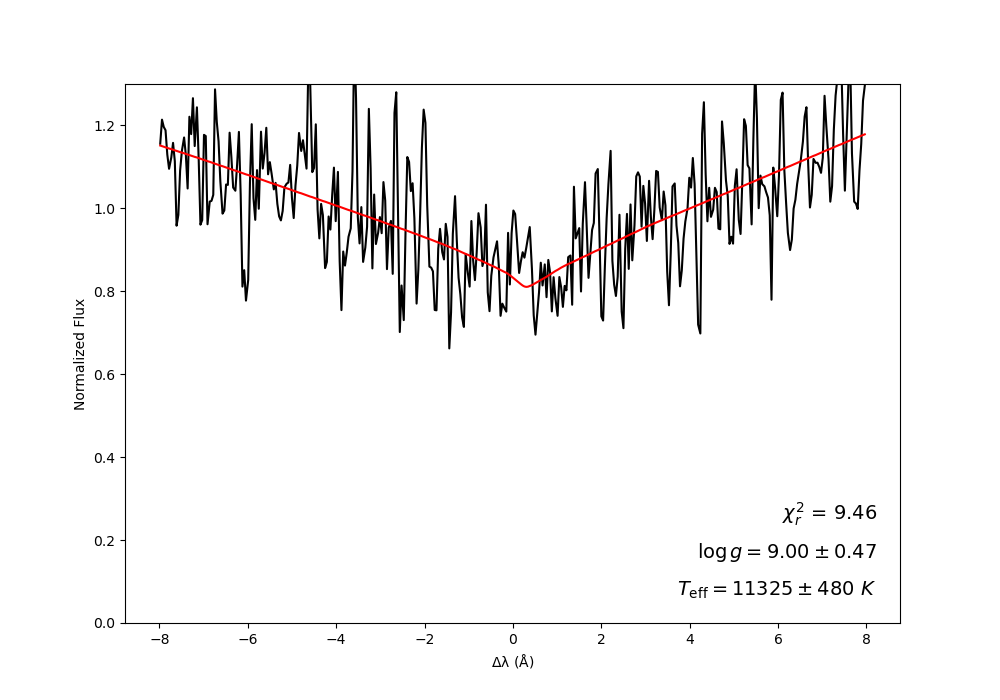 1.2
1.0
0.8
0.6
0.4
0.2
0.0
Normalized Flux
χ²ᵣ = 9.46
log g = 9.00 ± 0.47
T_eff = 11325 ± 480 K
−8 −6 −4 −2 0 2 4 6 8
Δλ (Å)